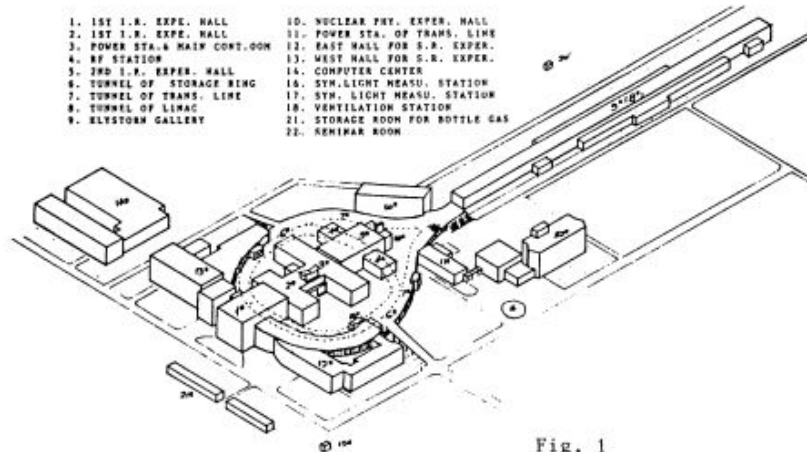 1. 1ST I.R. EXPE. HALL
2. 1ST I.R. EXPE. HALL
3. POWER STA.& MAIN CONT.OOM
4. RF STATION
5. 2ND I.R. EXPER. HALL
6. TUNNEL OF STORAGE RING
7. TUNNEL OF TRANS. LINE
8. TUNNEL OF LINAC
9. KLYSTORN GALLERY
10. NUCLEAR PHY. EXPER. HALL
11. POWER STA. OF TRANS. LINE
12. EAST HALL FOR S.R. EXPER.
13. WEST HALL FOR S.R. EXPER.
14. COMPUTER CENTER
16. SYN.LIGHT MEASU. STATION
17. SYN. LIGHT MEASU. STATION
18. VENTILATION STATION
21. STORAGE ROOM FOR BOTTLE GAS
22. SEMINAR ROOM
Fig. 1